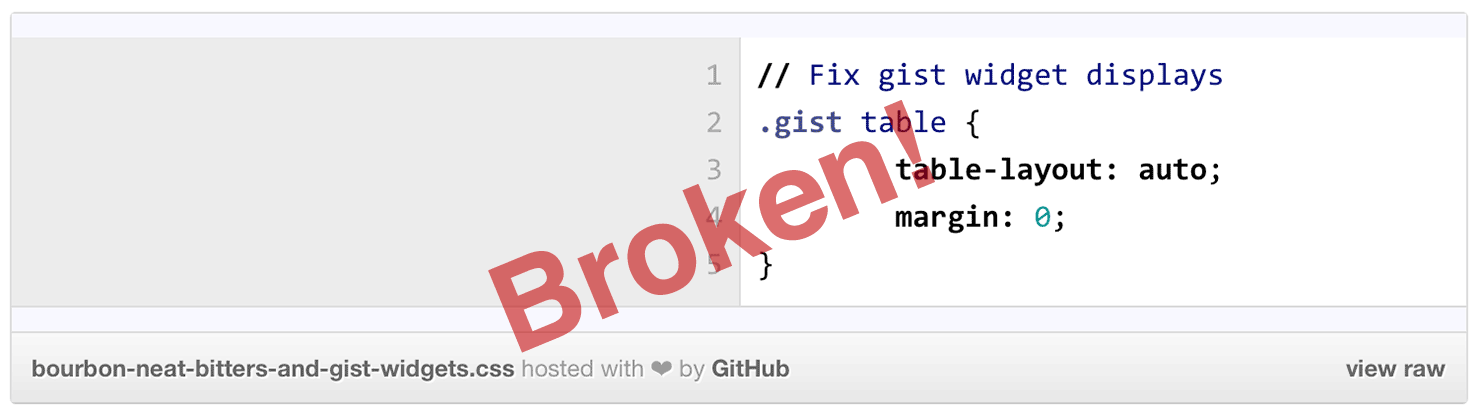 1 // Fix gist widget displays
2 .gist table {
3 table-layout: auto;
4 margin: 0;
5 }
Broken!
bourbon-neat-bitters-and-gist-widgets.css hosted with ❤ by GitHub view raw